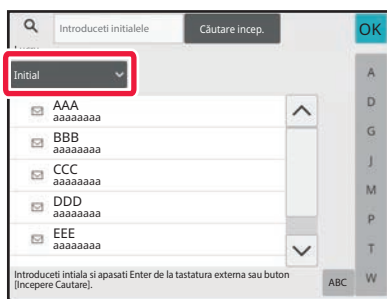 Introduceti initialele
Căutare incep.
OK
Initial
AAA
aaaaaaaa
BBB
aaaaaaaa
CCC
aaaaaaaa
DDD
aaaaaaaa
EEE
aaaaaaaa
A
D
G
J
M
P
T
W
Introduceti intiala si apasati Enter de la tastatura externa sau buton
[Incepere Cautare].
ABC